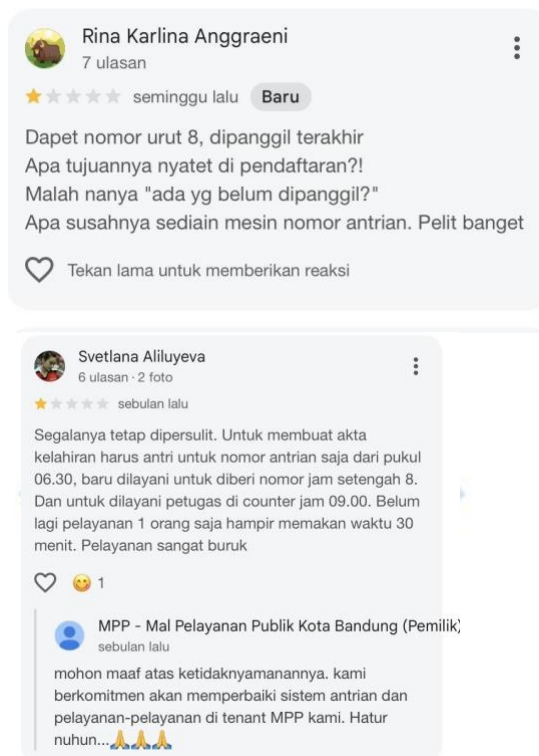 Rina Karlina Anggraeni
7 ulasan
seminggu lalu Baru
Dapet nomor urut 8, dipanggil terakhir
Apa tujuannya nyatet di pendaftaran?!
Malah nanya "ada yg belum dipanggil?"
Apa susahnya sediain mesin nomor antrian. Pelit banget
Tekan lama untuk memberikan reaksi
Svetlana Aliluyeva
6 ulasan · 2 foto
sebulan lalu
Segalanya tetap dipersulit. Untuk membuat akta
kelahiran harus antri untuk nomor antrian saja dari pukul
06.30, baru dilayani untuk diberi nomor jam setengah 8.
Dan untuk dilayani petugas di counter jam 09.00. Belum
lagi pelayanan 1 orang saja hampir memakan waktu 30
menit. Pelayanan sangat buruk
😋 1
MPP - Mal Pelayanan Publik Kota Bandung (Pemilik)
sebulan lalu
mohon maaf atas ketidaknyamanannya. kami
berkomitmen akan memperbaiki sistem antrian dan
pelayanan-pelayanan di tenant MPP kami. Hatur
nuhun...🙏🙏🙏